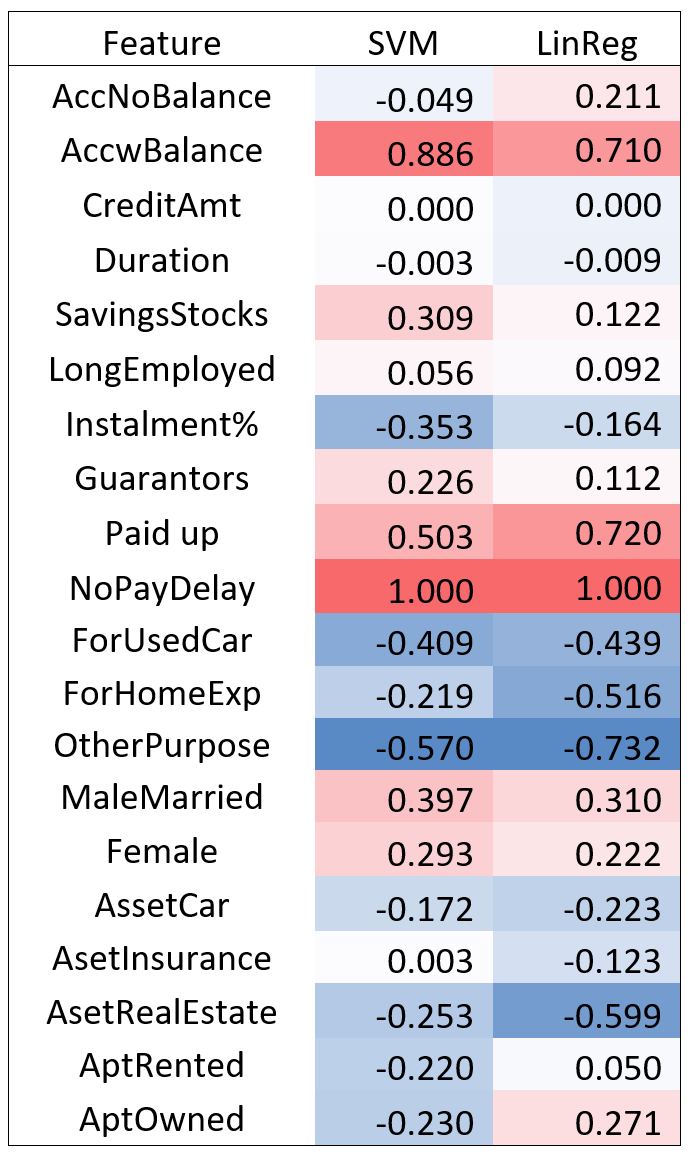 Feature SVM LinReg
AccNoBalance -0.049 0.211
AccwBalance 0.886 0.710
CreditAmt 0.000 0.000
Duration -0.003 -0.009
SavingsStocks 0.309 0.122
LongEmployed 0.056 0.092
Instalment% -0.353 -0.164
Guarantors 0.226 0.112
Paid up 0.503 0.720
NoPayDelay 1.000 1.000
ForUsedCar -0.409 -0.439
ForHomeExp -0.219 -0.516
OtherPurpose -0.570 -0.732
MaleMarried 0.397 0.310
Female 0.293 0.222
AssetCar -0.172 -0.223
AsetInsurance 0.003 -0.123
AsetRealEstate -0.253 -0.599
AptRented -0.220 0.050
AptOwned -0.230 0.271